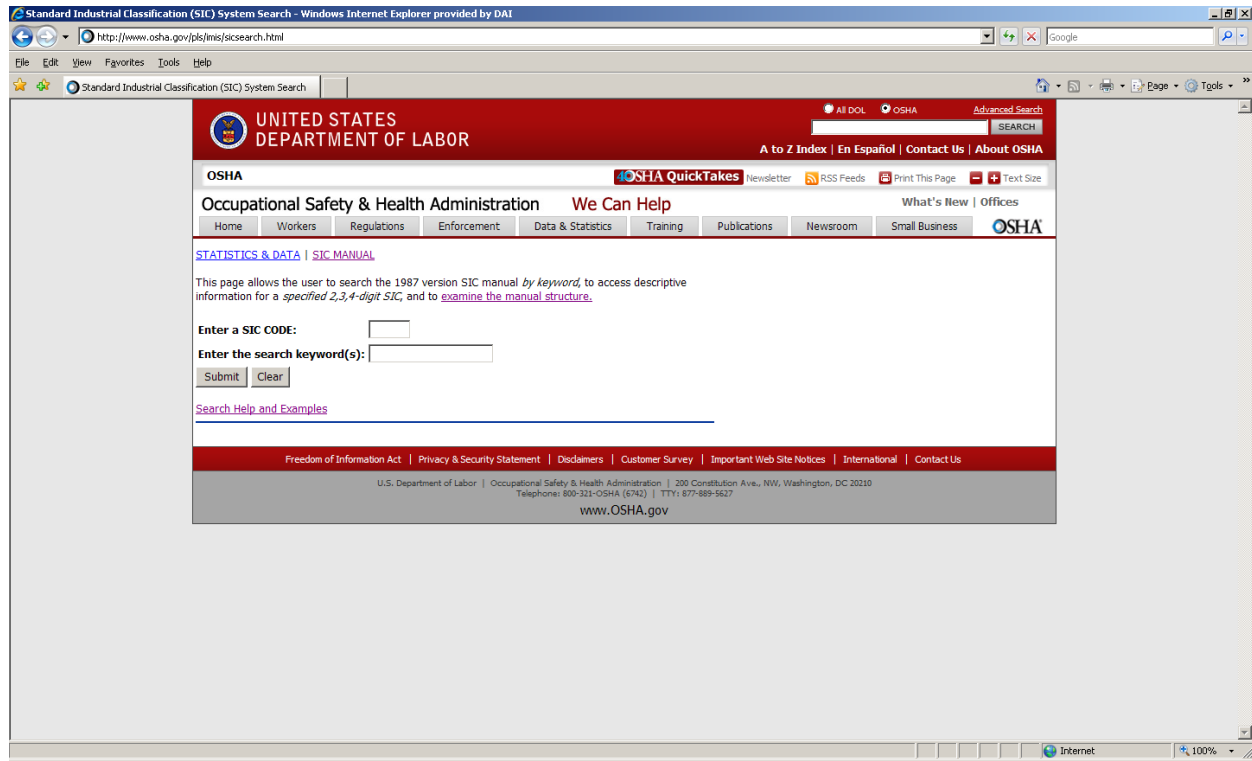 Standard Industrial Classification (SIC) System Search - Windows Internet Explorer provided by DAI
http://www.osha.gov/pls/imis/sicsearch.html
Google
File Edit View Favorites Tools Help
Standard Industrial Classification (SIC) System Search
Page Tools »
UNITED STATES
DEPARTMENT OF LABOR
All DOL OSHA Advanced Search
SEARCH
A to Z Index | En Español | Contact Us | About OSHA
OSHA
OSHA QuickTakes Newsletter RSS Feeds Print This Page Text Size
Occupational Safety & Health Administration We Can Help
What's New | Offices
Home Workers Regulations Enforcement Data & Statistics Training Publications Newsroom Small Business OSHA
STATISTICS & DATA | SIC MANUAL
This page allows the user to search the 1987 version SIC manual by keyword, to access descriptive
information for a specified 2,3,4-digit SIC, and to examine the manual structure.
Enter a SIC CODE:
Enter the search keyword(s):
Submit Clear
Search Help and Examples
Freedom of Information Act | Privacy & Security Statement | Disclaimers | Customer Survey | Important Web Site Notices | International | Contact Us
U.S. Department of Labor | Occupational Safety & Health Administration | 200 Constitution Ave., NW, Washington, DC 20210
Telephone: 800-321-OSHA (6742) | TTY: 877-889-5627
www.OSHA.gov
Internet
100%